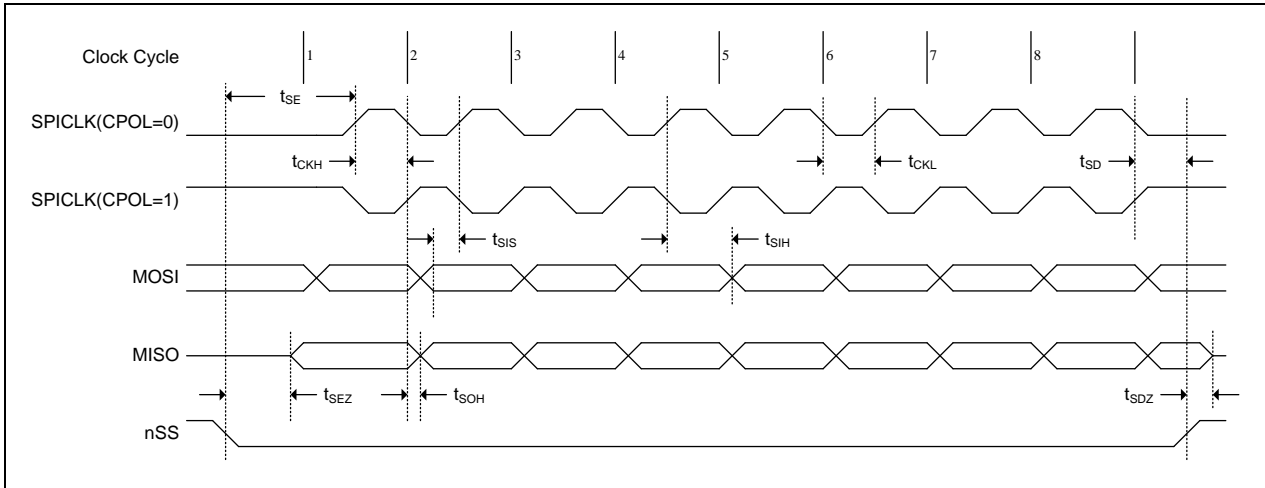 Clock Cycle 1 2 3 4 5 6 7 8
tSE
SPICLK(CPOL=0)
tCKH tCKL tSD
SPICLK(CPOL=1)
tSIS tSIH
MOSI
MISO
tSEZ tSOH tSDZ
nSS